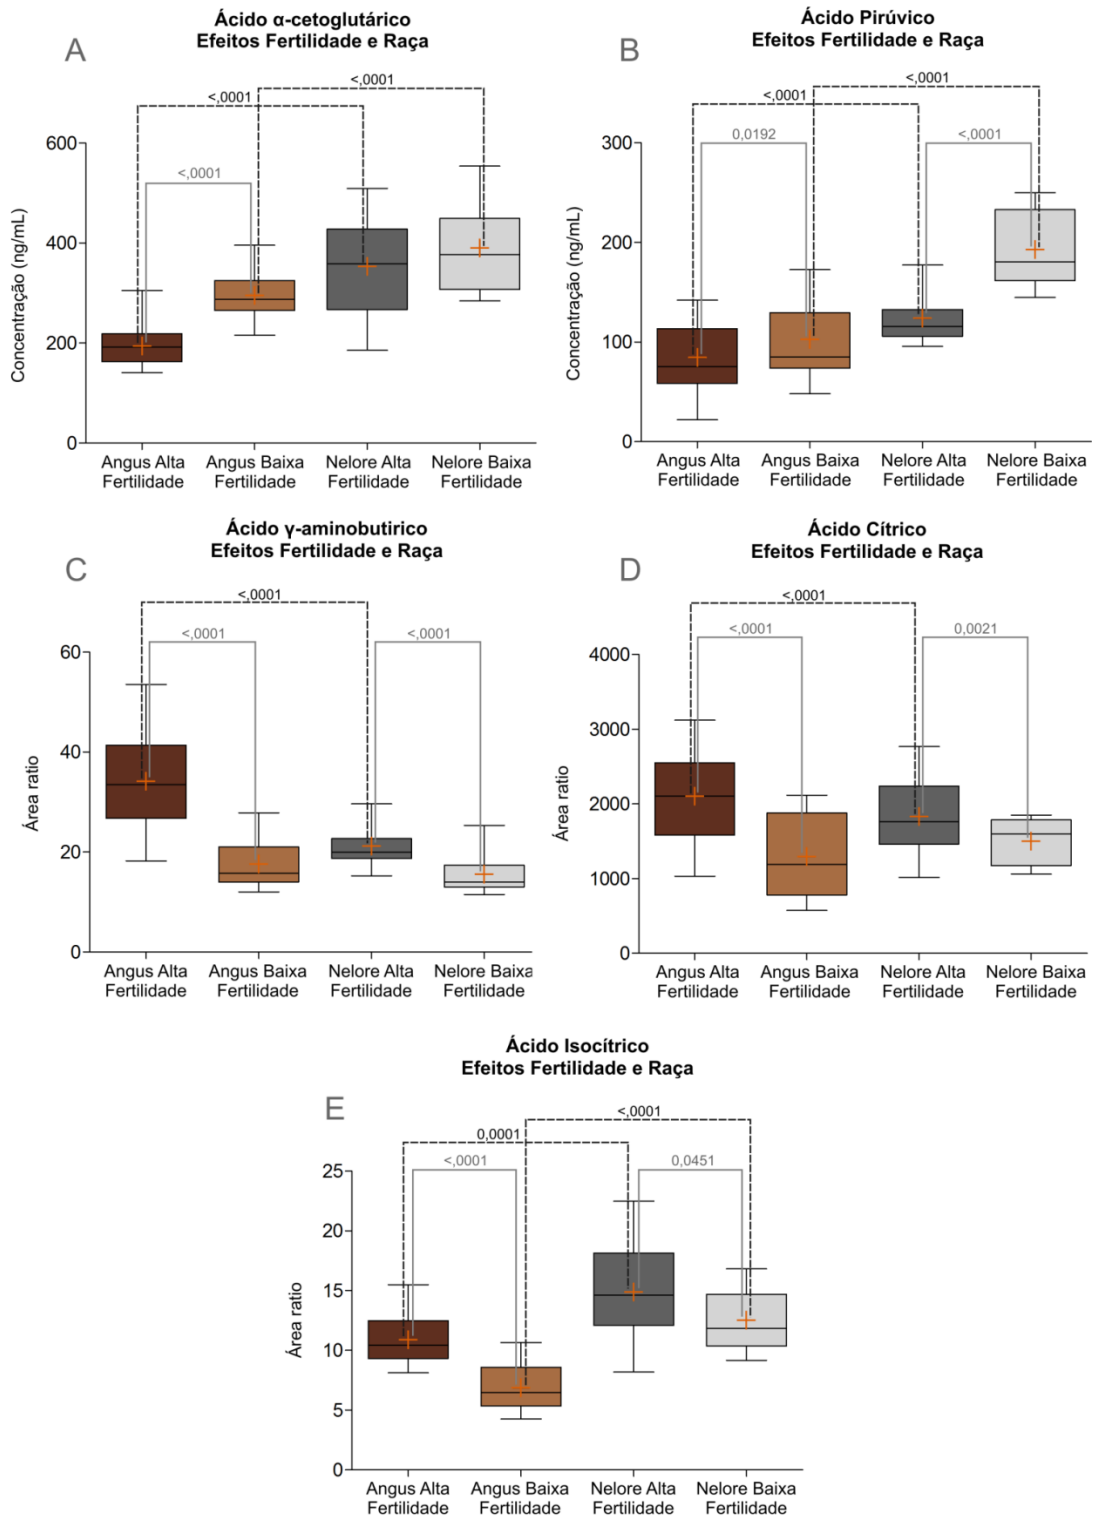 Ácido α-cetoglutárico
Efeitos Fertilidade e Raça
A
<,0001
<,0001
<,0001
600
400
200
0
Concentração (ng/mL)
Angus Alta Fertilidade
Angus Baixa Fertilidade
Nelore Alta Fertilidade
Nelore Baixa Fertilidade
Ácido Pirúvico
Efeitos Fertilidade e Raça
B
<,0001
<,0001
0,0192
<,0001
300
200
100
0
Concentração (ng/mL)
Angus Alta Fertilidade
Angus Baixa Fertilidade
Nelore Alta Fertilidade
Nelore Baixa Fertilidade
Ácido γ-aminobutirico
Efeitos Fertilidade e Raça
C
<,0001
<,0001
<,0001
60
40
20
0
Área ratio
Angus Alta Fertilidade
Angus Baixa Fertilidade
Nelore Alta Fertilidade
Nelore Baixa Fertilidade
Ácido Cítrico
Efeitos Fertilidade e Raça
D
<,0001
<,0001
0,0021
4000
3000
2000
1000
0
Área ratio
Angus Alta Fertilidade
Angus Baixa Fertilidade
Nelore Alta Fertilidade
Nelore Baixa Fertilidade
Ácido Isocítrico
Efeitos Fertilidade e Raça
E
<,0001
0,0001
<,0001
0,0451
25
20
15
10
5
0
Área ratio
Angus Alta Fertilidade
Angus Baixa Fertilidade
Nelore Alta Fertilidade
Nelore Baixa Fertilidade